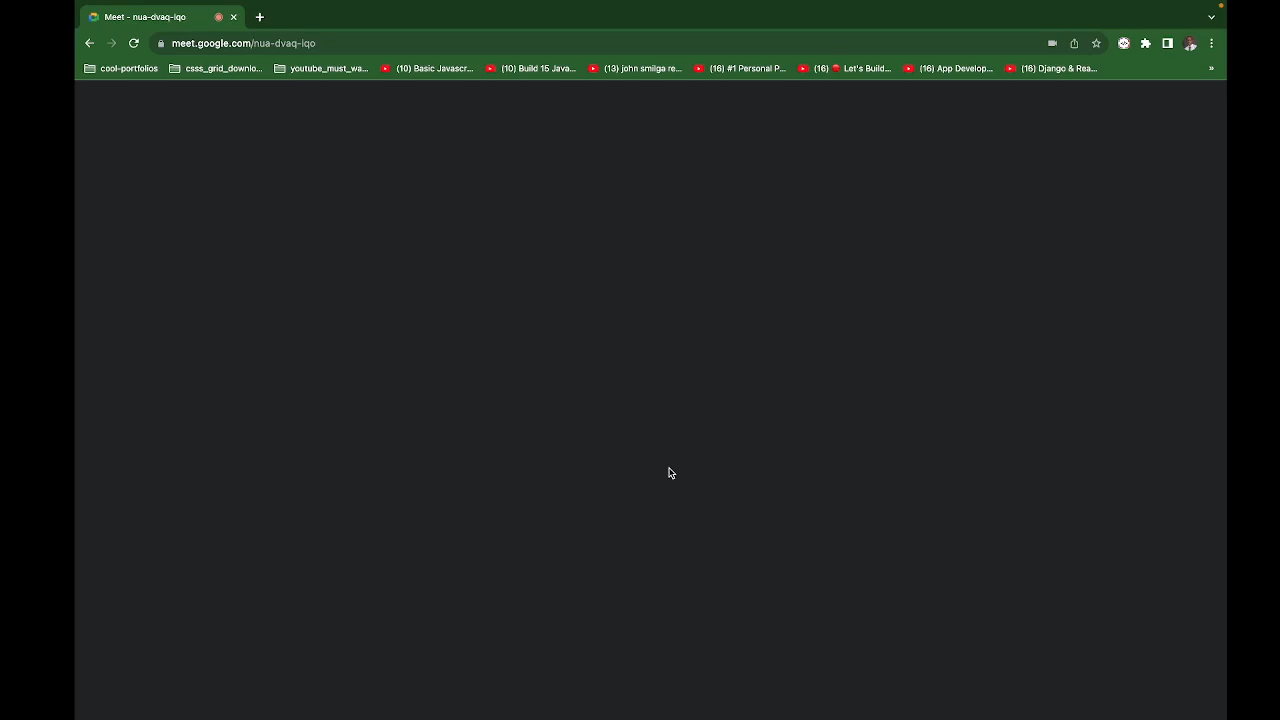 Meet - nua-dvaq-iqo
meet.google.com/nua-dvaq-iqo
cool-portfolios csss_grid_downlo... youtube_must_wa... (10) Basic Javascr... (10) Build 15 Java... (13) john smilga re... (16) #1 Personal P... (16) 🔴 Let's Build... (16) App Develop... (16) Django & Rea... »